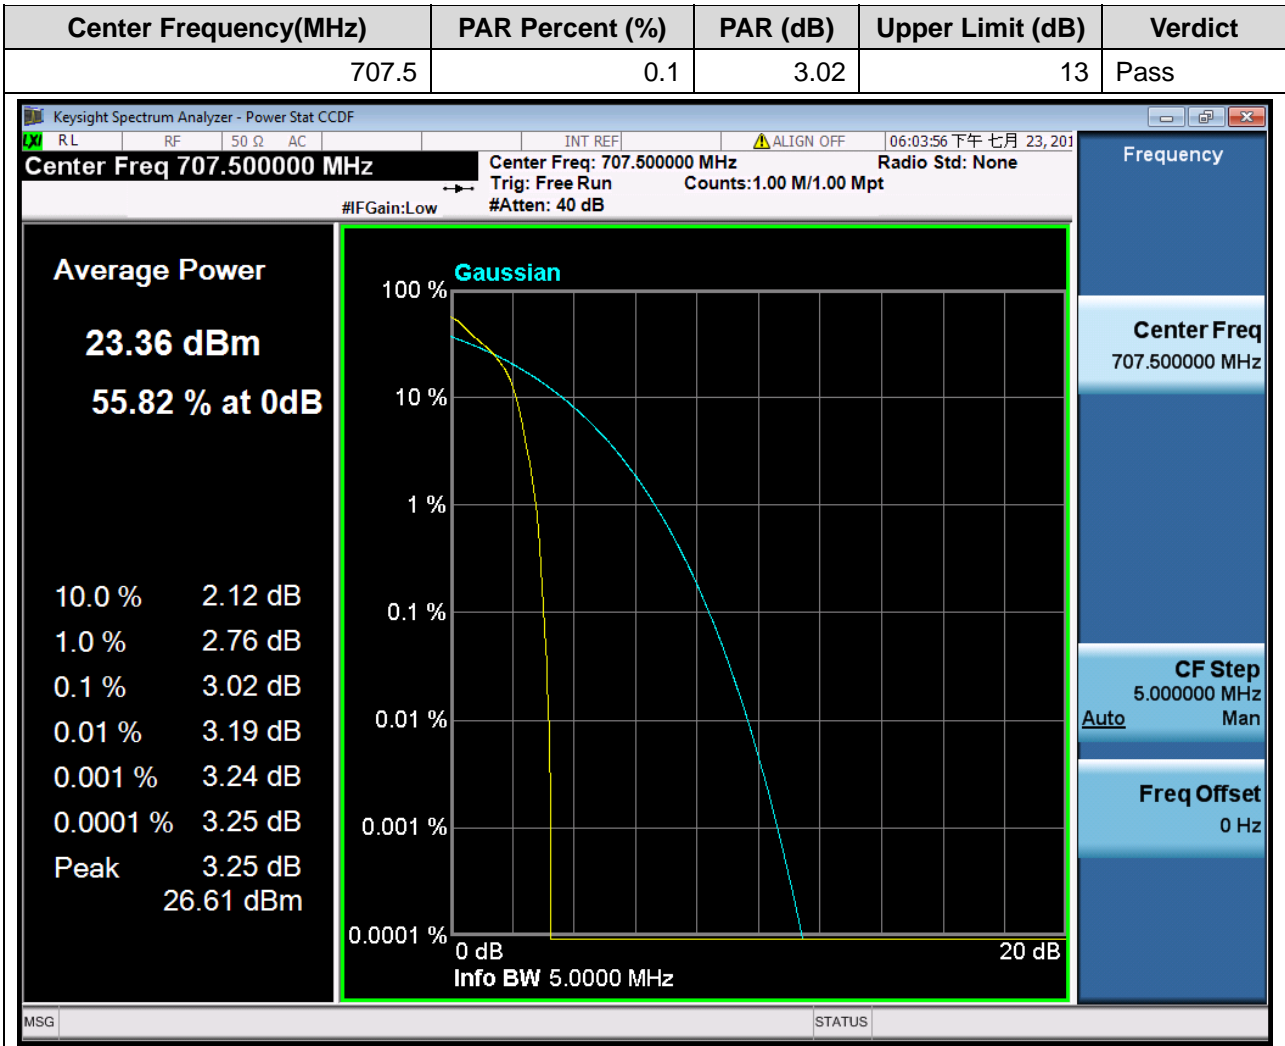 Center Frequency(MHz) PAR Percent (%) PAR (dB) Upper Limit (dB) Verdict
707.5 0.1 3.02 13 Pass
Keysight Spectrum Analyzer - Power Stat CCDF
LXI RL RF 50 Ω AC INT REF ALIGN OFF 06:03:56 下午 七月 23, 201
Center Freq 707.500000 MHz
Center Freq: 707.500000 MHz Radio Std: None
Trig: Free Run Counts:1.00 M/1.00 Mpt
#IFGain:Low #Atten: 40 dB
Frequency
Average Power
23.36 dBm
55.82 % at 0dB
10.0 % 2.12 dB
1.0 % 2.76 dB
0.1 % 3.02 dB
0.01 % 3.19 dB
0.001 % 3.24 dB
0.0001 % 3.25 dB
Peak 3.25 dB
26.61 dBm
Gaussian
100 %
10 %
1 %
0.1 %
0.01 %
0.001 %
0.0001 %
0 dB 20 dB
Info BW 5.0000 MHz
Center Freq
707.500000 MHz
CF Step
5.000000 MHz
Auto Man
Freq Offset
0 Hz
MSG STATUS